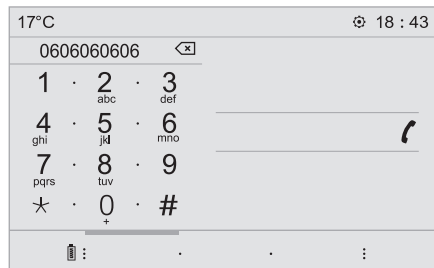 17°C 18 : 43
0606060606
1 · 2 · 3
abc def
4 · 5 · 6
ghi jkl mno
7 · 8 · 9
pqrs tuv
* · 0 · #
+